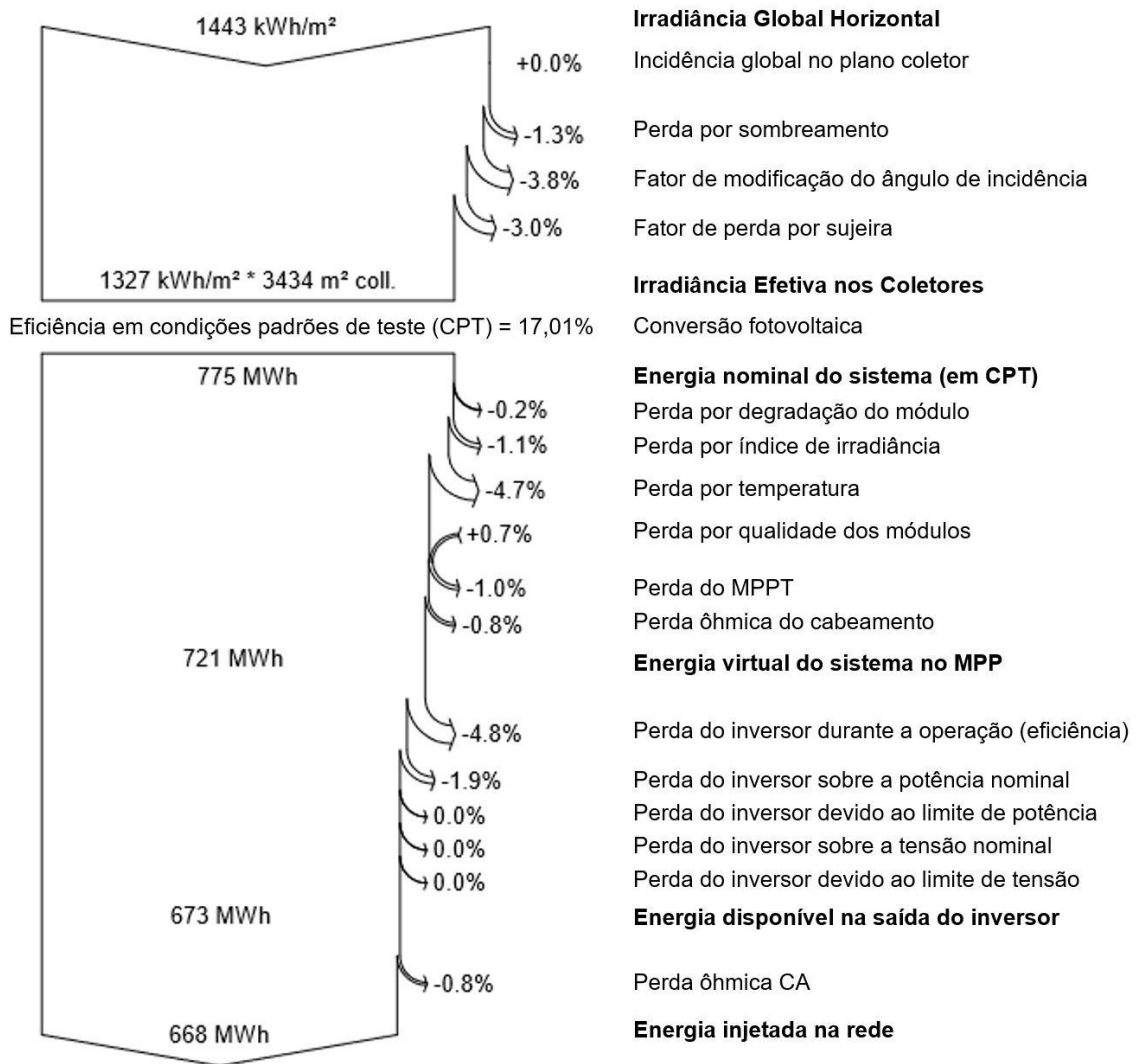 1443 kWh/m² Irradiância Global Horizontal
+0.0% Incidência global no plano coletor
-1.3% Perda por sombreamento
-3.8% Fator de modificação do ângulo de incidência
-3.0% Fator de perda por sujeira
1327 kWh/m² * 3434 m² coll. Irradiância Efetiva nos Coletores
Eficiência em condições padrões de teste (CPT) = 17,01% Conversão fotovoltaica
775 MWh Energia nominal do sistema (em CPT)
-0.2% Perda por degradação do módulo
-1.1% Perda por índice de irradiância
-4.7% Perda por temperatura
+0.7% Perda por qualidade dos módulos
-1.0% Perda do MPPT
-0.8% Perda ôhmica do cabeamento
721 MWh Energia virtual do sistema no MPP
-4.8% Perda do inversor durante a operação (eficiência)
-1.9% Perda do inversor sobre a potência nominal
0.0% Perda do inversor devido ao limite de potência
0.0% Perda do inversor sobre a tensão nominal
0.0% Perda do inversor devido ao limite de tensão
673 MWh Energia disponível na saída do inversor
-0.8% Perda ôhmica CA
668 MWh Energia injetada na rede